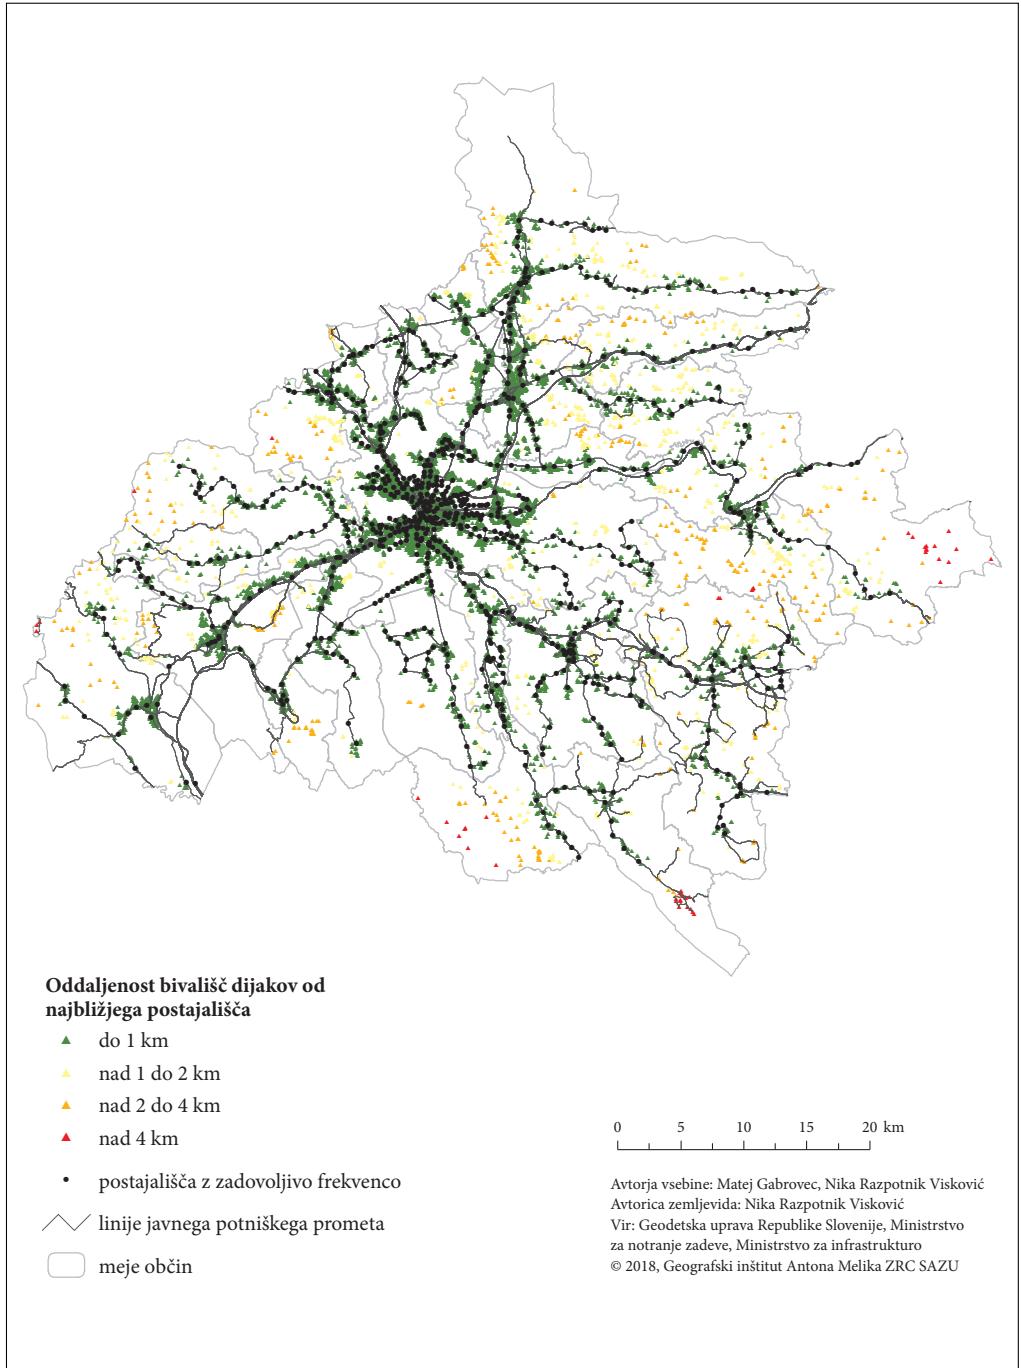 Oddaljenost bivališč dijakov od
najbližjega postajališča
do 1 km
nad 1 do 2 km
nad 2 do 4 km
nad 4 km
postajališča z zadovoljivo frekvenco
linije javnega potniškega prometa
meje občin
0 5 10 15 20 km
Avtorja vsebine: Matej Gabrovec, Nika Razpotnik Visković
Avtorica zemljevida: Nika Razpotnik Visković
Vir: Geodetska uprava Republike Slovenije, Ministrstvo
za notranje zadeve, Ministrstvo za infrastrukturo
© 2018, Geografski inštitut Antona Melika ZRC SAZU